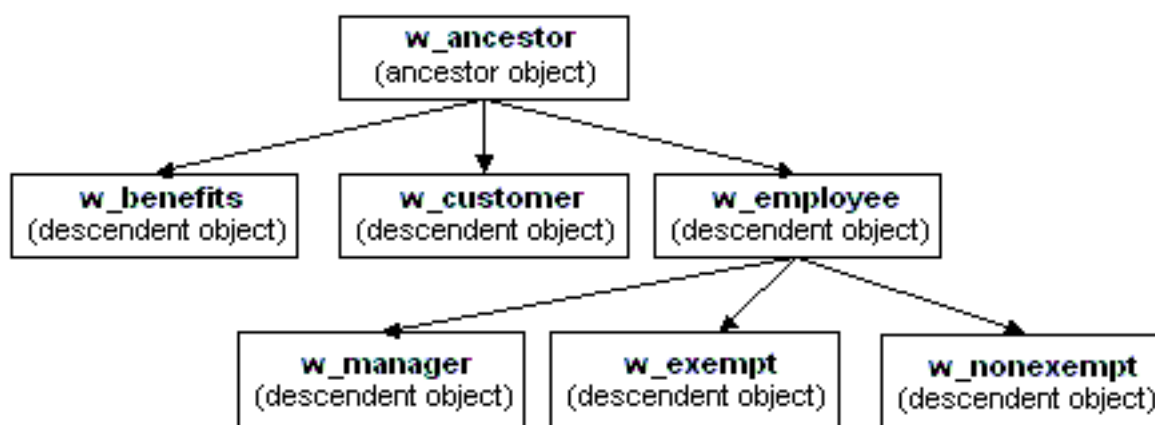 w_ancestor
(ancestor object)
w_benefits
(descendent object)
w_customer
(descendent object)
w_employee
(descendent object)
w_manager
(descendent object)
w_exempt
(descendent object)
w_nonexempt
(descendent object)